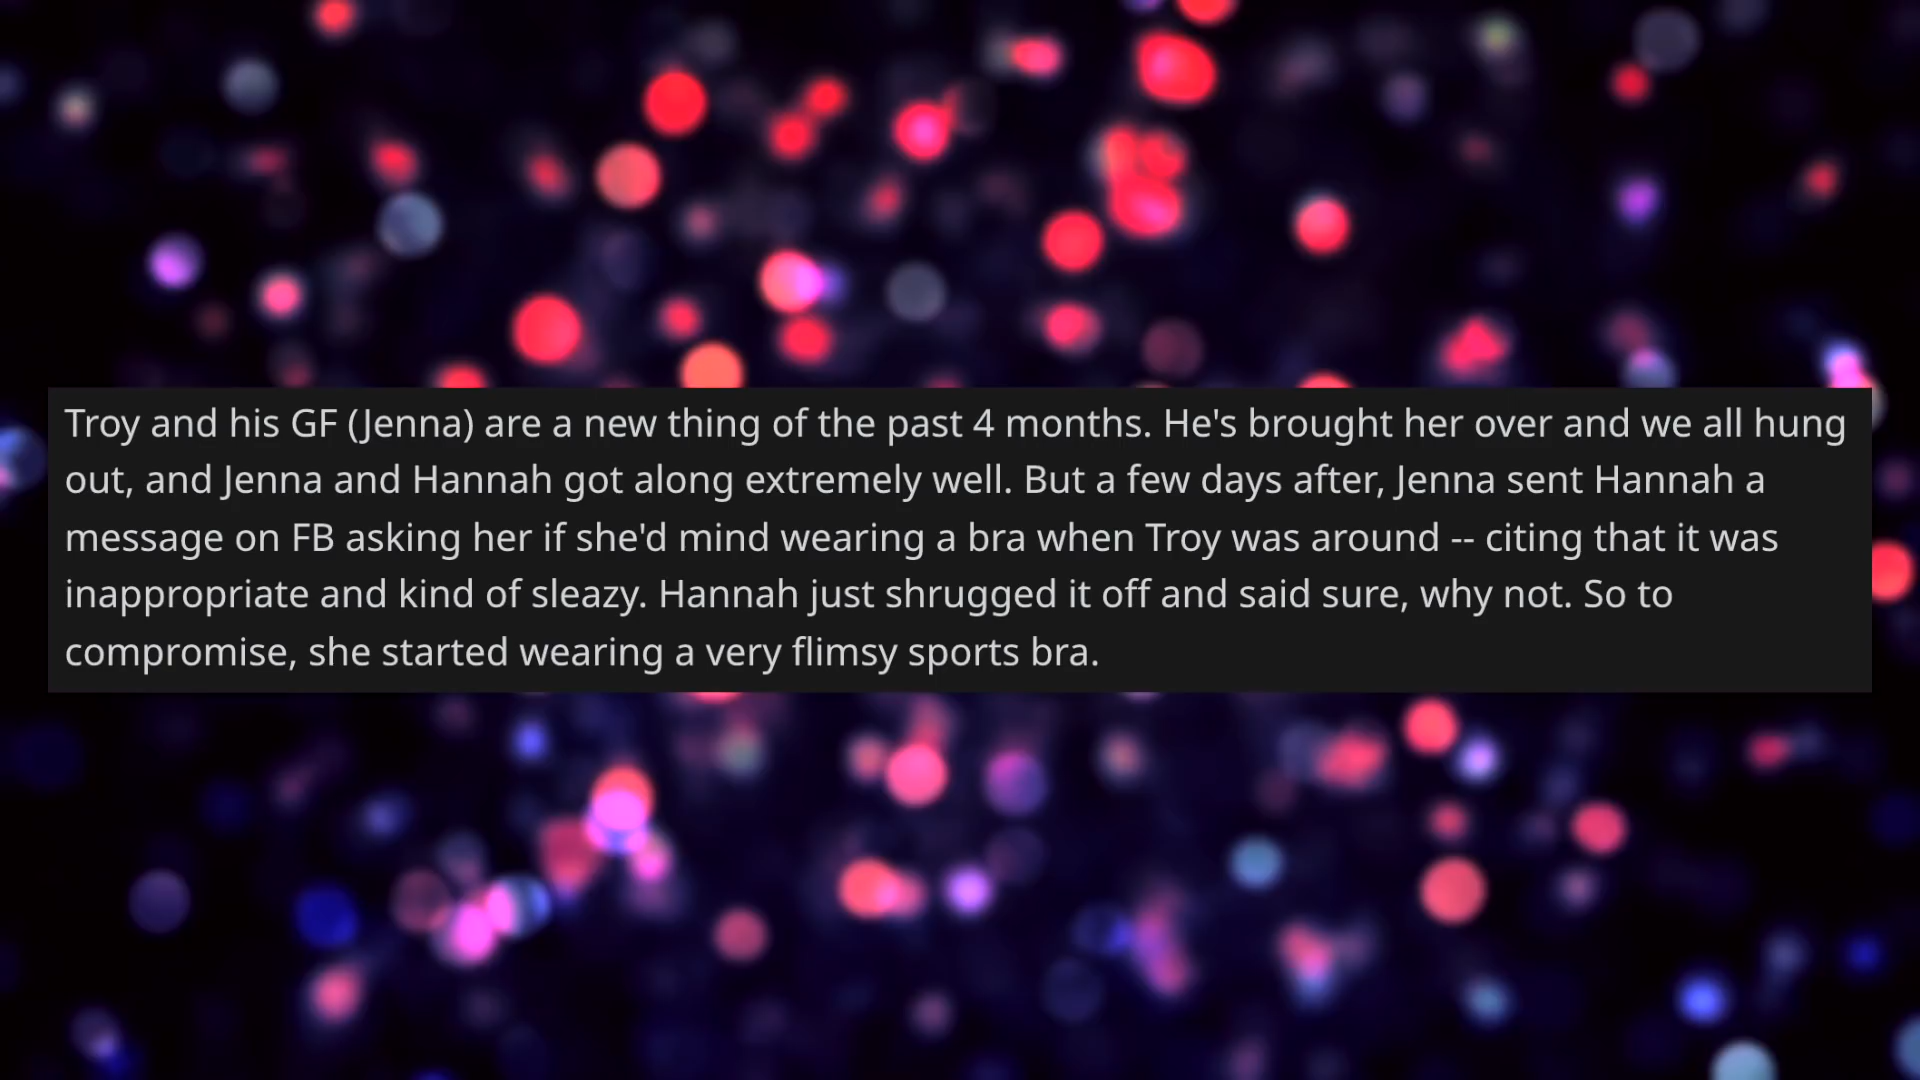 Troy and his GF (Jenna) are a new thing of the past 4 months. He's brought her over and we all hung
out, and Jenna and Hannah got along extremely well. But a few days after, Jenna sent Hannah a
message on FB asking her if she'd mind wearing a bra when Troy was around -- citing that it was
inappropriate and kind of sleazy. Hannah just shrugged it off and said sure, why not. So to
compromise, she started wearing a very flimsy sports bra.